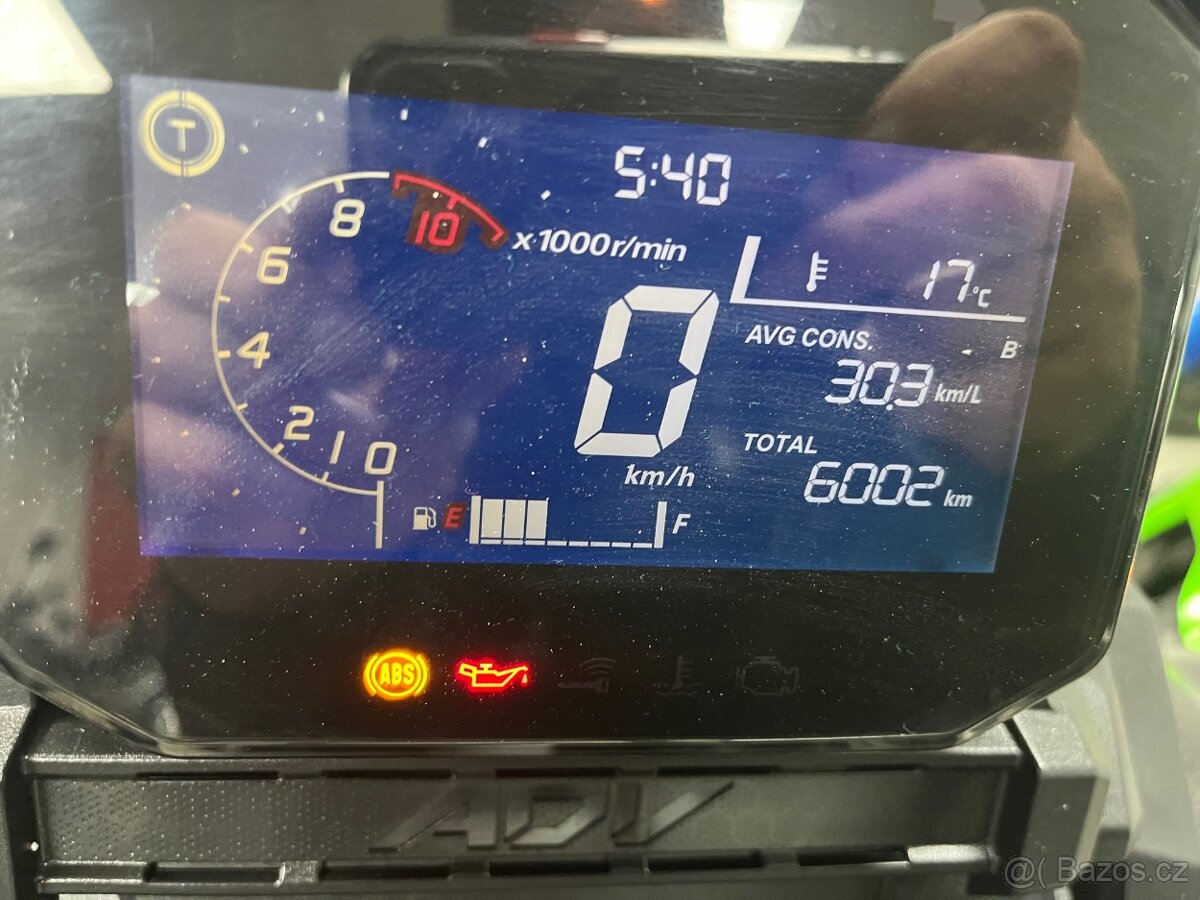 T
5:40
8
10
x1000r/min
6
17°C
4
0
AVG CONS.
B
30.3 km/L
2
1
0
km/h
TOTAL
6002 km
E
F
ABS
ADV
@( Bazos.cz